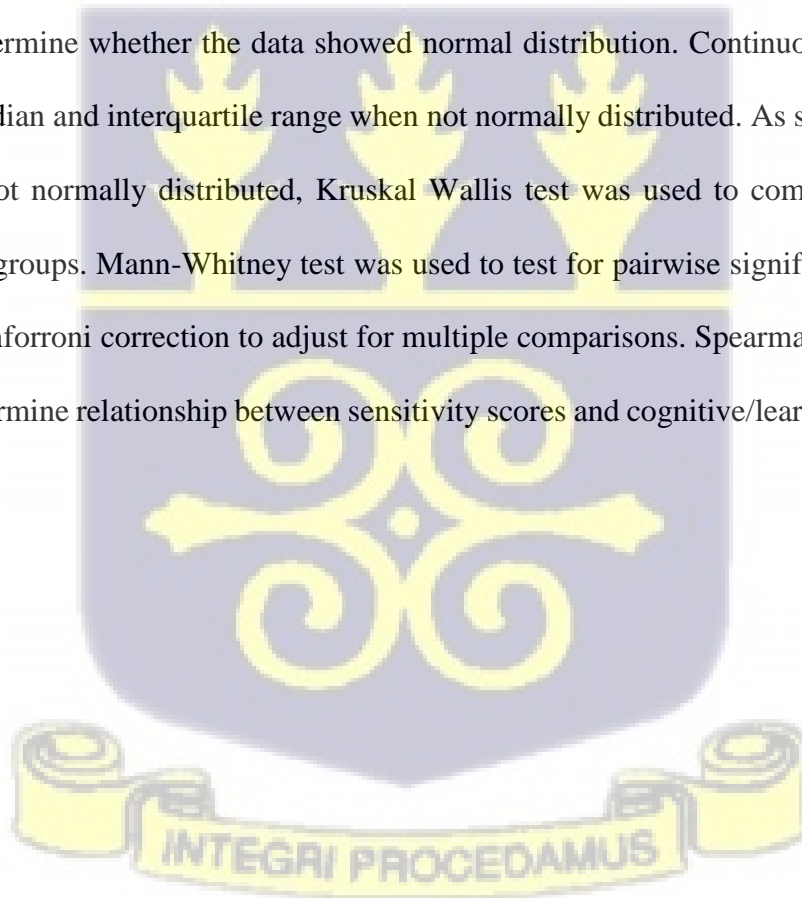 ermine whether the data showed normal distribution. Continuo
dian and interquartile range when not normally distributed. As s
ot normally distributed, Kruskal Wallis test was used to com
groups. Mann-Whitney test was used to test for pairwise signif
nforroni correction to adjust for multiple comparisons. Spearma
ermine relationship between sensitivity scores and cognitive/lear
INTEGRI PROCEDAMUS